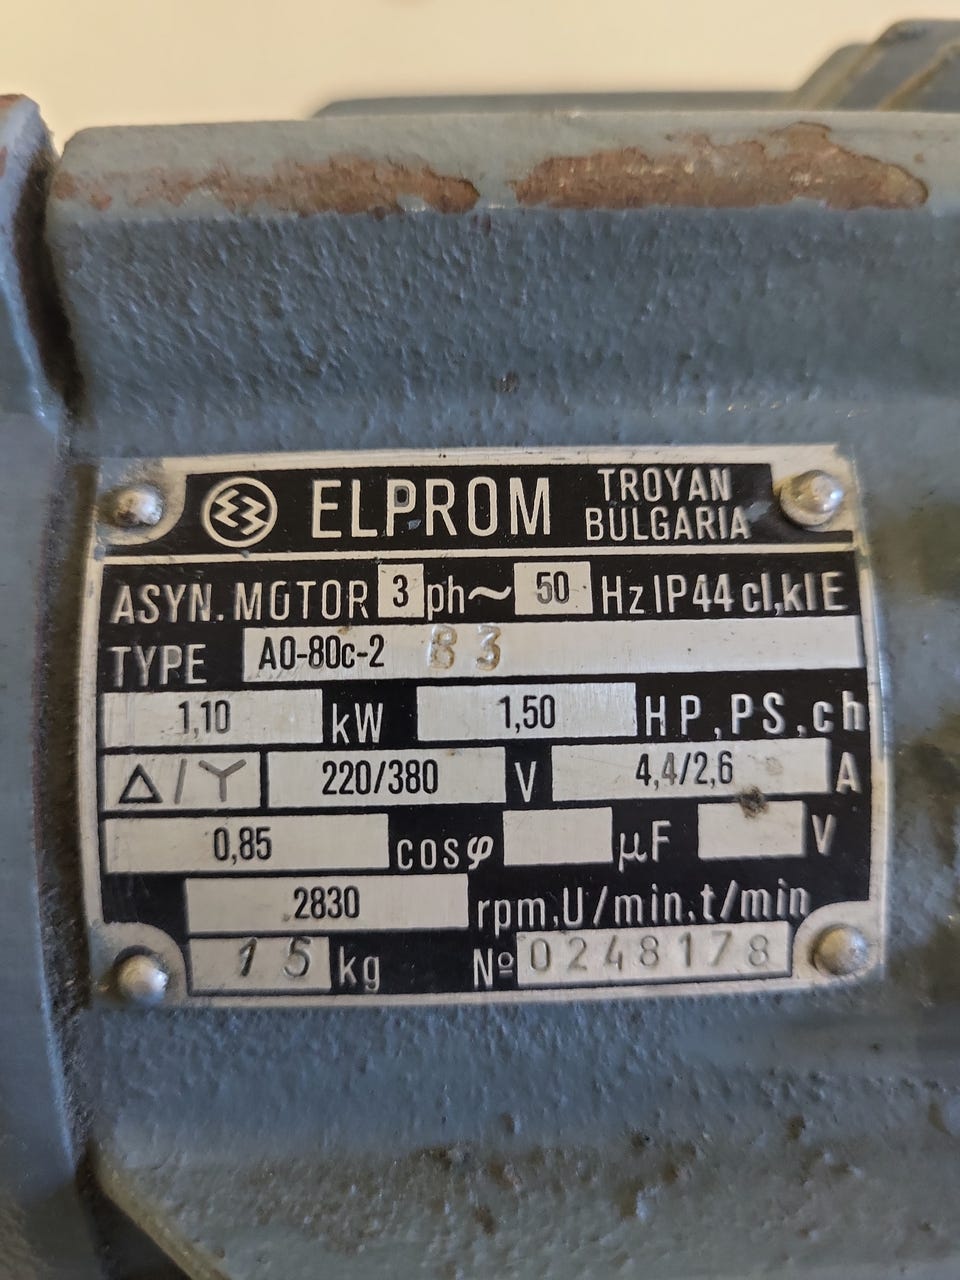 ELPROM TROYAN
BULGARIA
ASYN. MOTOR 3 ph~ 50 Hz IP44 cl,kl E
TYPE AO-80c-2 83
1,10 kW 1,50 HP,PS,ch
Δ/Y 220/380 V 4,4/2,6 A
0,85 cosφ μF V
2830 rpm,U/min,t/min
15 kg № 0248178